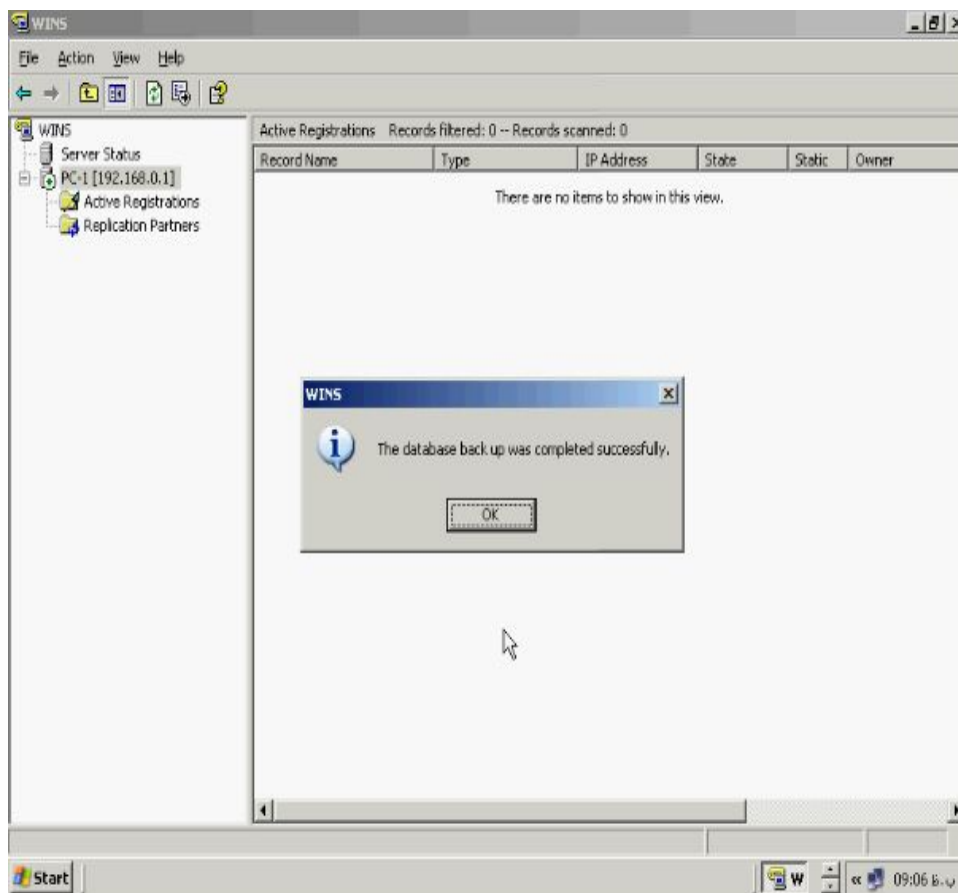 WINS
File Action View Help
WINS
Server Status
PC-1 [192.168.0.1]
Active Registrations
Replication Partners
Active Registrations Records filtered: 0 -- Records scanned: 0
Record Name Type IP Address State Static Owner
There are no items to show in this view.
WINS
The database back up was completed successfully.
OK
Start W « 09:06 ب.ظ